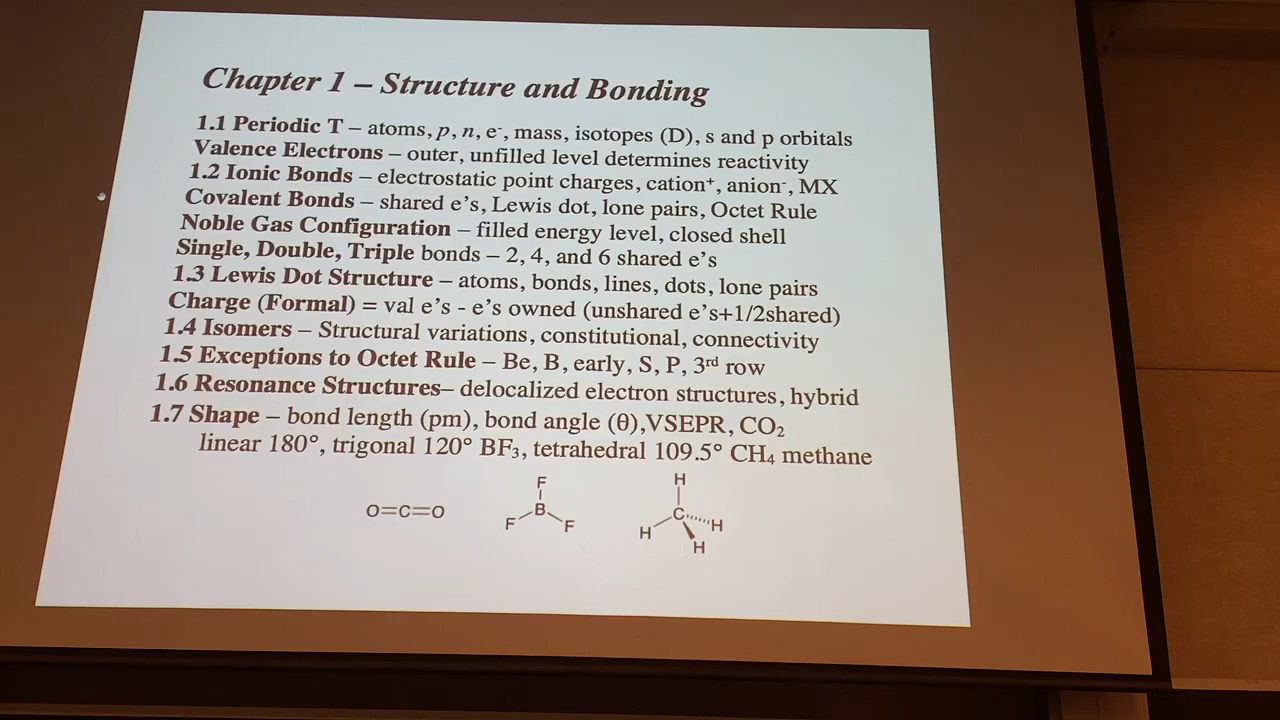 Chapter 1 – Structure and Bonding
1.1 Periodic T – atoms, p, n, e⁻, mass, isotopes (D), s and p orbitals
Valence Electrons – outer, unfilled level determines reactivity
1.2 Ionic Bonds – electrostatic point charges, cation⁺, anion⁻, MX
Covalent Bonds – shared e’s, Lewis dot, lone pairs, Octet Rule
Noble Gas Configuration – filled energy level, closed shell
Single, Double, Triple bonds – 2, 4, and 6 shared e’s
1.3 Lewis Dot Structure – atoms, bonds, lines, dots, lone pairs
Charge (Formal) = val e’s - e’s owned (unshared e’s+1/2shared)
1.4 Isomers – Structural variations, constitutional, connectivity
1.5 Exceptions to Octet Rule – Be, B, early, S, P, 3ʳᵈ row
1.6 Resonance Structures– delocalized electron structures, hybrid
1.7 Shape – bond length (pm), bond angle (θ),VSEPR, CO₂
linear 180°, trigonal 120° BF₃, tetrahedral 109.5° CH₄ methane
O=C=O
F
B
F F
H
C
H H
H